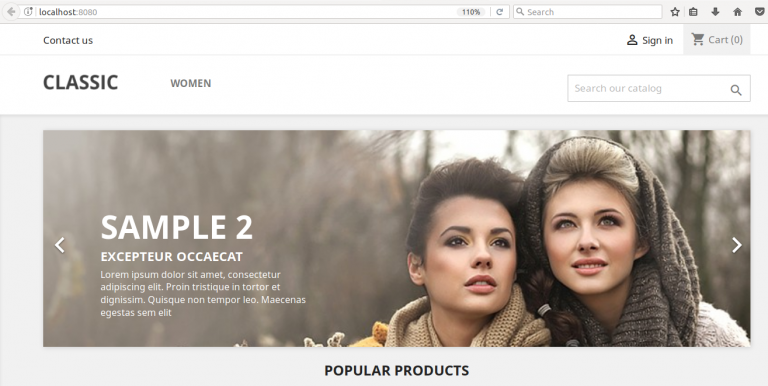 localhost:8080
110%
Search
Contact us
Sign in
Cart (0)
CLASSIC
WOMEN
Search our catalog
SAMPLE 2
EXCEPTEUR OCCAECAT
Lorem ipsum dolor sit amet, consectetur
adipiscing elit. Proin tristique in tortor et
dignissim. Quisque non tempor leo. Maecenas
egestas sem elit
POPULAR PRODUCTS